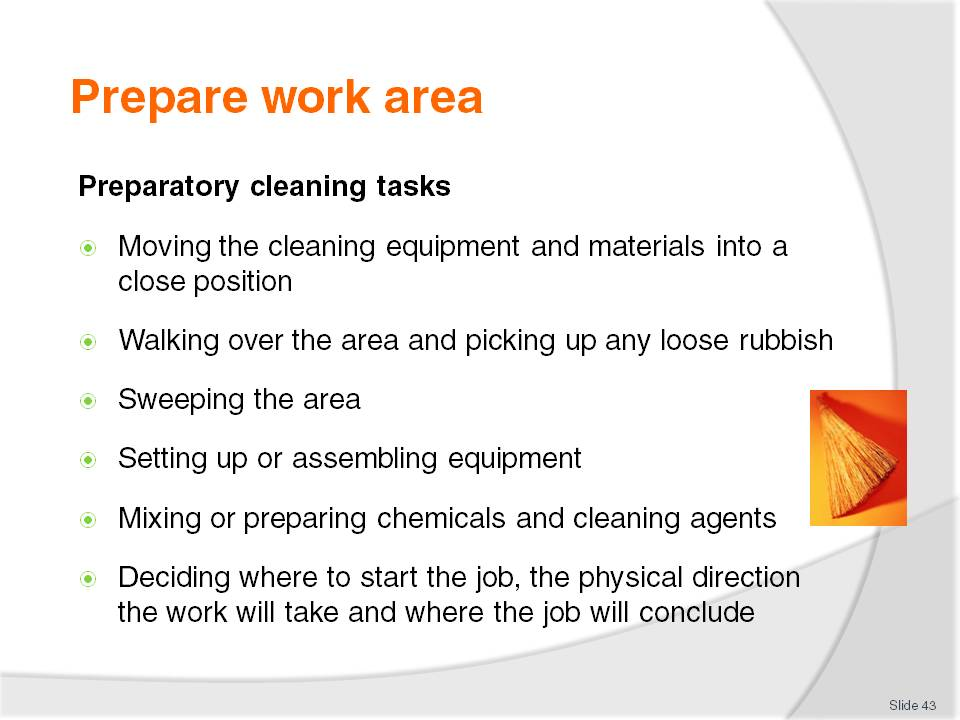 Prepare work area
Preparatory cleaning tasks
Moving the cleaning equipment and materials into a
close position
Walking over the area and picking up any loose rubbish
Sweeping the area
Setting up or assembling equipment
Mixing or preparing chemicals and cleaning agents
Deciding where to start the job, the physical direction
the work will take and where the job will conclude
Slide 43